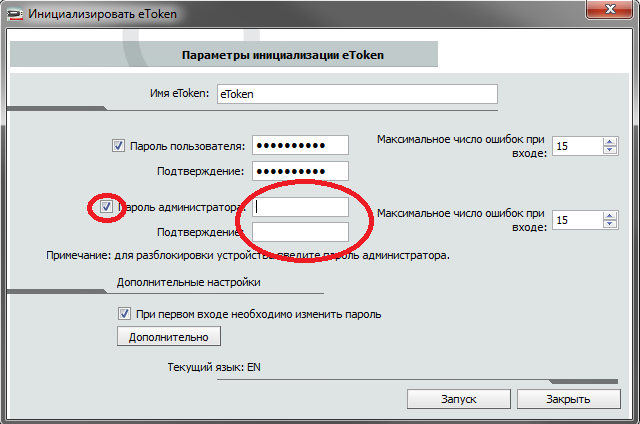 Инициализировать eToken
Параметры инициализации eToken
Имя eToken: eToken
Пароль пользователя: ••••••••••
Максимальное число ошибок при
входе: 15
Подтверждение: ••••••••••
Пароль администратора:
Максимальное число ошибок при
входе: 15
Подтверждение:
Примечание: для разблокировки устройства введите пароль администратора.
Дополнительные настройки
При первом входе необходимо изменить пароль
Дополнительно
Текущий язык: EN
Запуск Закрыть